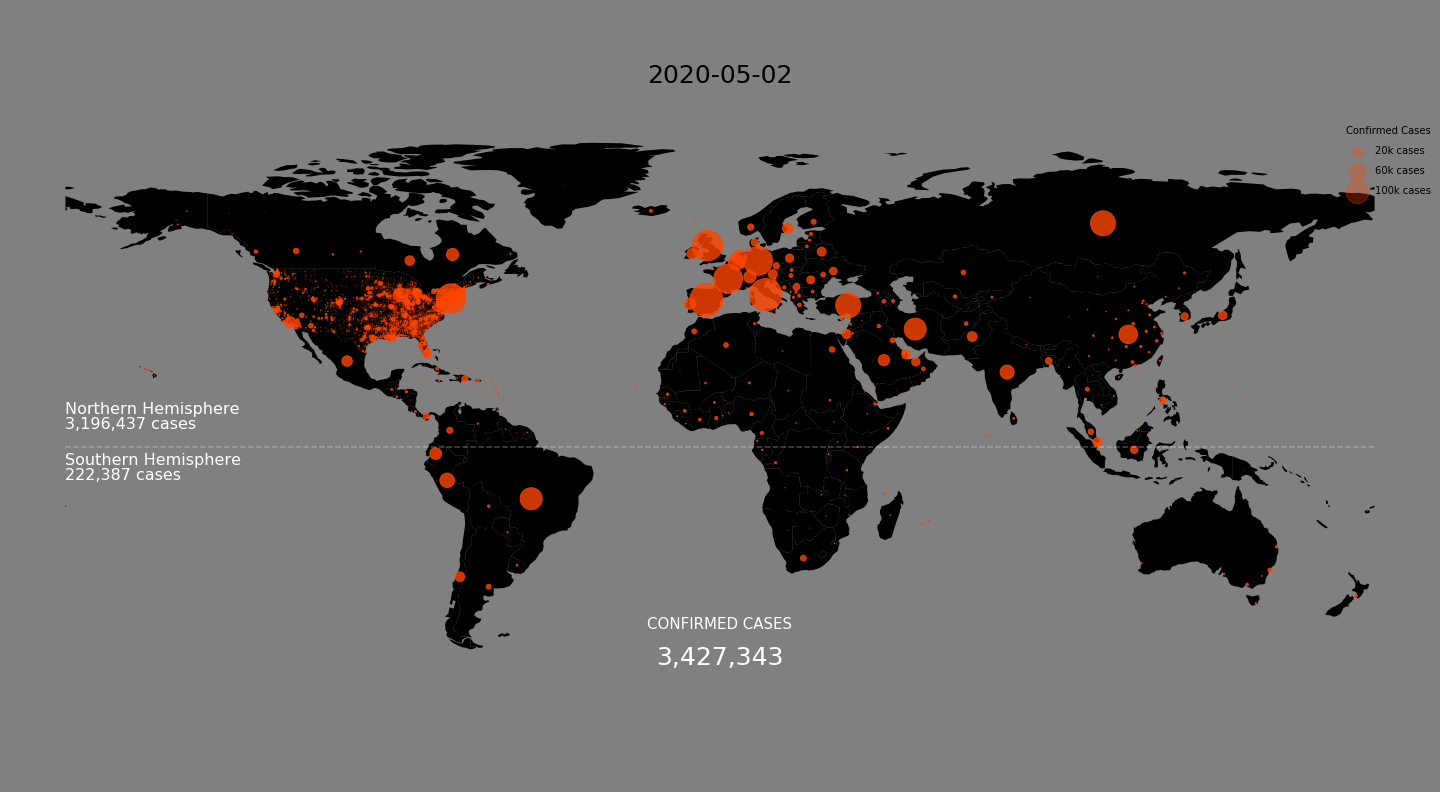 2020-05-02
Confirmed Cases
20k cases
60k cases
100k cases
Northern Hemisphere
3,196,437 cases
Southern Hemisphere
222,387 cases
CONFIRMED CASES
3,427,343